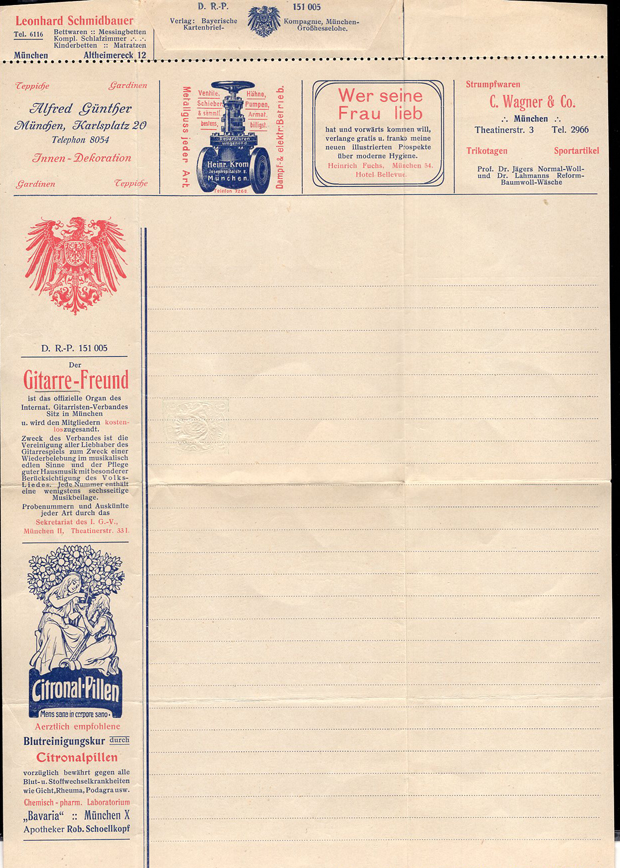 Leonhard Schmidbauer
Tel. 6116
Bettwaren :: Messingbetten
Kompl. Schlafzimmer .·. .·.
Kinderbetten :: Matratzen
München Altheimereck 12
D. R.-P. 151 005
Verlag: Bayerische Kompagnie, München-
Kartenbrief- Großhesselohe.
Teppiche Gardinen
Alfred Günther
München, Karlsplatz 20
Telephon 8054
Innen-Dekoration
Gardinen Teppiche
Metallguss jeder Art
Ventile, Hähne,
Schieber Pumpen,
& sämmtl. Armat.
bestens, billigst.
Armaturen
Heinr. Krom
Josephspitalstr.
München.
Telefon
Dampf- & elektr. Betrieb.
Wer seine
Frau lieb
hat und vorwärts kommen will,
verlange gratis u. franko meine
neuen illustrierten Prospekte
über moderne Hygiene.
Heinrich Fuchs, München 54.
Hotel Bellevue.
Strumpfwaren
C. Wagner & Co.
.·. München .·.
Theatinerstr. 3 Tel. 2966
Trikotagen Sportartikel
Prof. Dr. Jägers Normal-Woll-
und Dr. Lahmanns Reform-
Baumwoll-Wäsche
D. R.-P. 151 005
Der
Gitarre-Freund
ist das offizielle Organ des
Internat. Gitarristen-Verbandes
Sitz in München
u. wird den Mitgliedern kosten-
los zugesandt.
Zweck des Verbandes ist die
Vereinigung aller Liebhaber des
Gitarrespiels zum Zweck einer
Wiederbelebung im musikalisch
edlen Sinne und der Pflege
guter Hausmusik mit besonderer
Berücksichtigung des Volks-
Liedes. Jede Nummer enthält
eine wenigstens sechsseitige
Musikbeilage.
Probenummern und Auskünfte
jeder Art durch das
Sekretariat des I. G.-V.,
München II, Theatinerstr. 33 I.
Citronal-Pillen
Mens sana in corpore sano
Aerztlich empfohlene
Blutreinigungskur durch
Citronalpillen
vorzüglich bewährt gegen alle
Blut- u. Stoffwechselkrankheiten
wie Gicht, Rheuma, Podagra usw.
Chemisch - pharm. Laboratorium
„Bavaria“ :: München X
Apotheker Rob. Schoellkopf